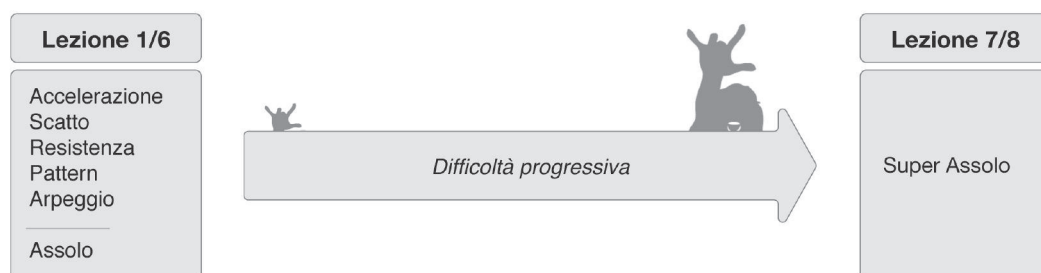 Lezione 1/6
Accelerazione
Scatto
Resistenza
Pattern
Arpeggio
Assolo
Difficoltà progressiva
Lezione 7/8
Super Assolo